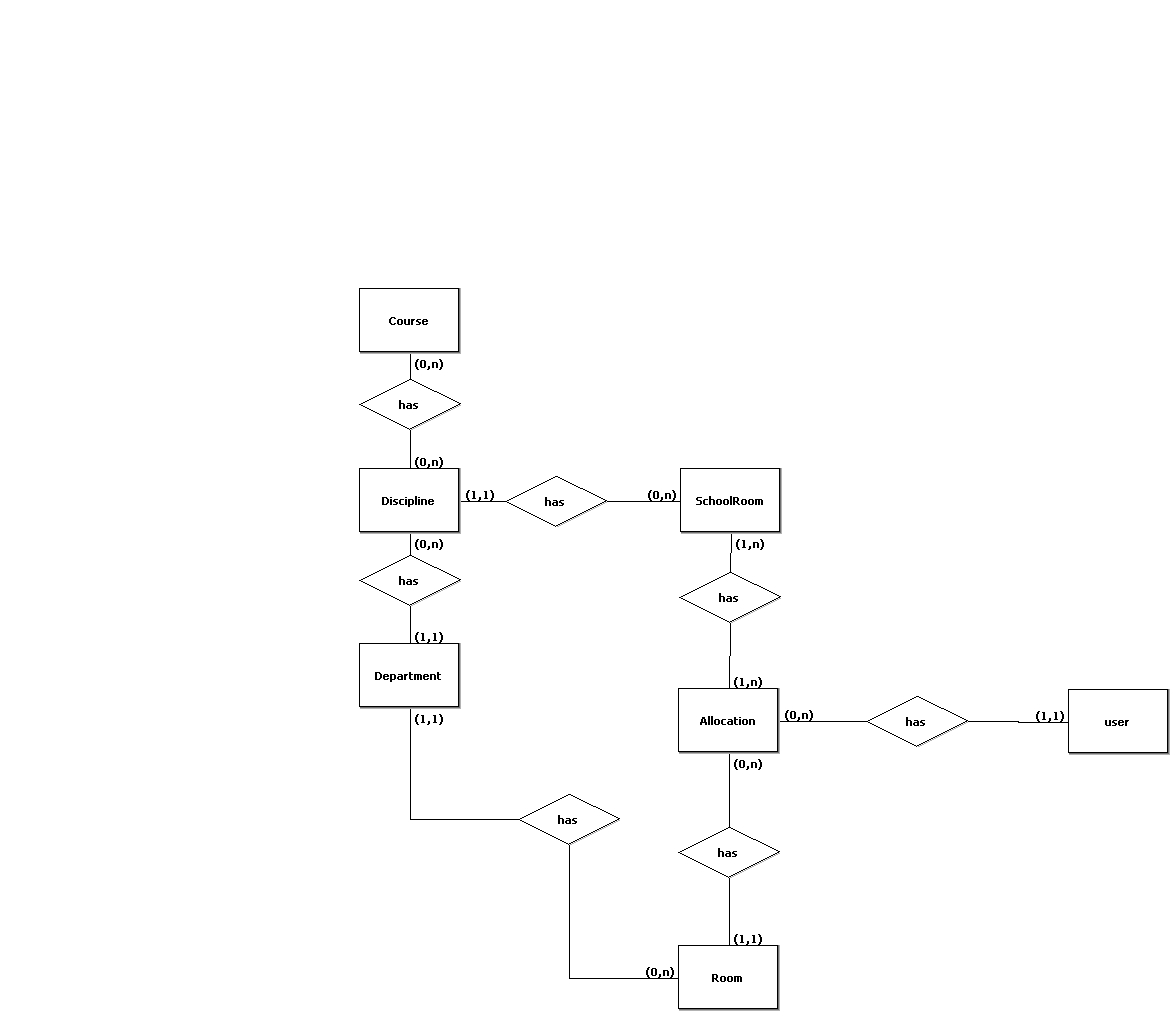 Course
(0,n)
has
(0,n)
Discipline
(1,1)
has
(0,n)
SchoolRoom
(0,n)
has
(1,1)
Department
(1,1)
(1,n)
has
(1,n)
Allocation
(0,n)
has
(1,1)
user
(0,n)
has
has
(1,1)
(0,n)
Room